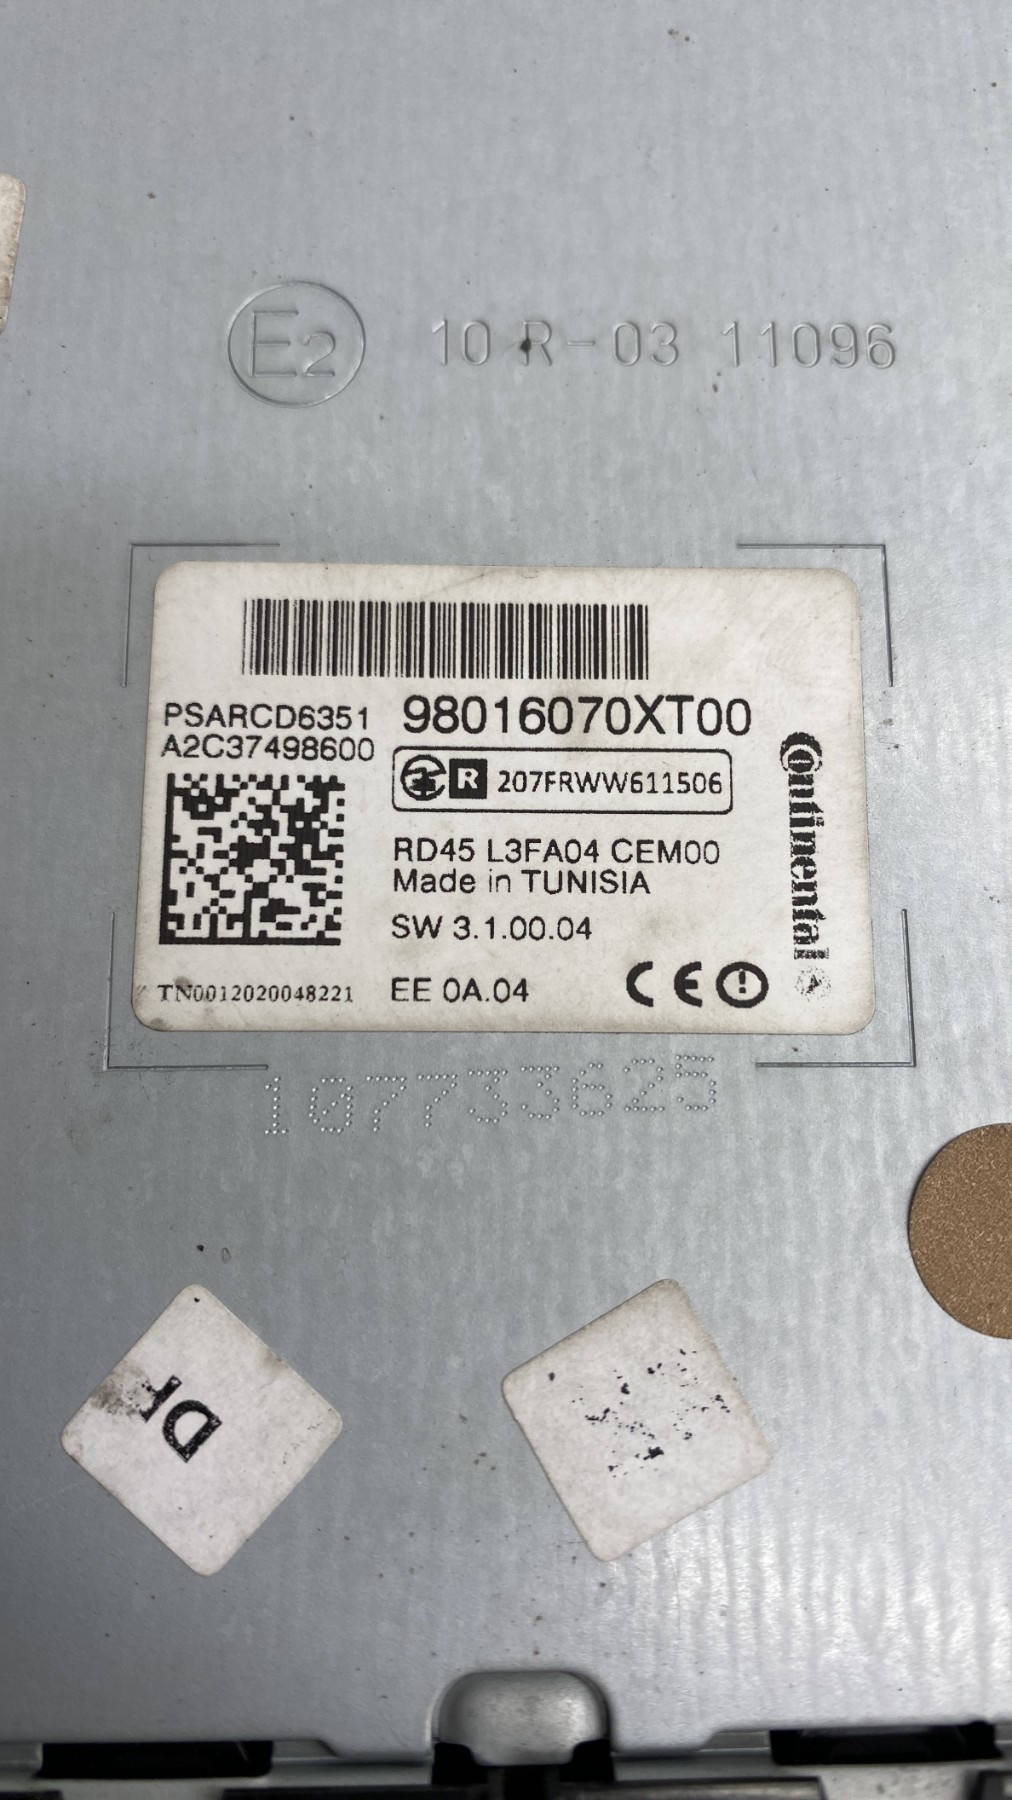 E2 10 R-03 11096
PSARCD6351 98016070XT00
A2C37498600
R 207FRWW611506
RD45 L3FA04 CEM00
Made in TUNISIA
SW 3.1.00.04
TN0012020048221 EE 0A.04 CE
Continental
107733625